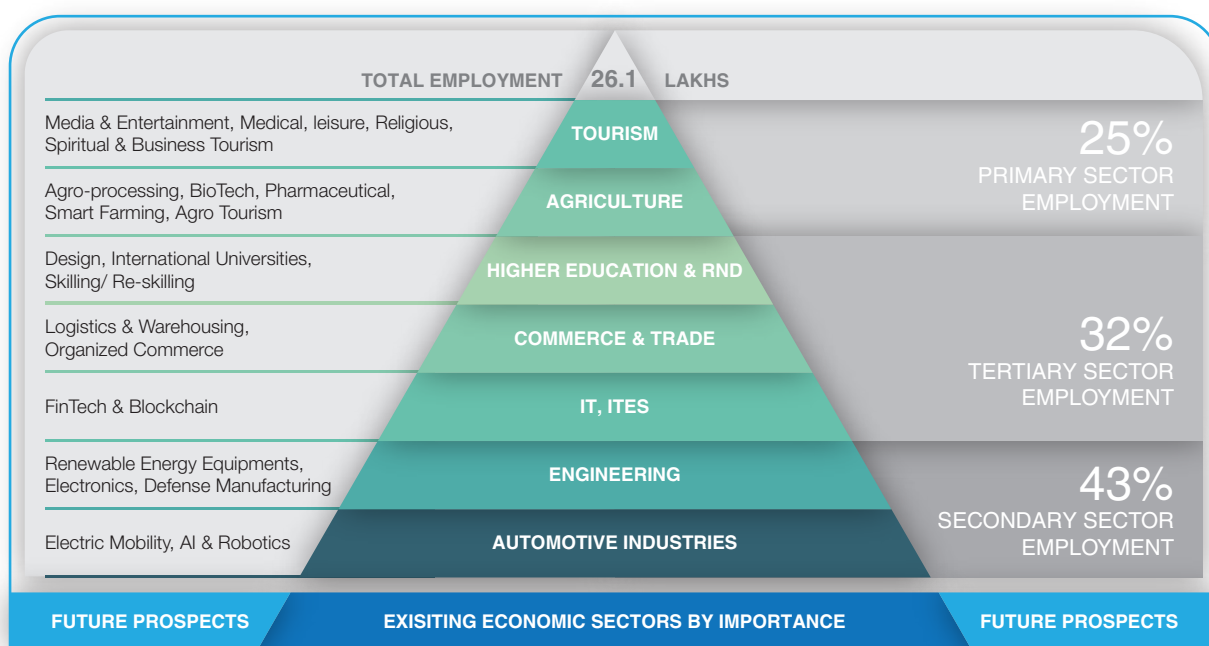 TOTAL EMPLOYMENT 26.1 LAKHS
Media & Entertainment, Medical, leisure, Religious,
Spiritual & Business Tourism
TOURISM
25%
PRIMARY SECTOR
EMPLOYMENT
Agro-processing, BioTech, Pharmaceutical,
Smart Farming, Agro Tourism
AGRICULTURE
Design, International Universities,
Skilling/ Re-skilling
HIGHER EDUCATION & RND
Logistics & Warehousing,
Organized Commerce
COMMERCE & TRADE
32%
TERTIARY SECTOR
EMPLOYMENT
FinTech & Blockchain
IT, ITES
Renewable Energy Equipments,
Electronics, Defense Manufacturing
ENGINEERING
43%
SECONDARY SECTOR
EMPLOYMENT
Electric Mobility, AI & Robotics
AUTOMOTIVE INDUSTRIES
FUTURE PROSPECTS
EXISITING ECONOMIC SECTORS BY IMPORTANCE
FUTURE PROSPECTS